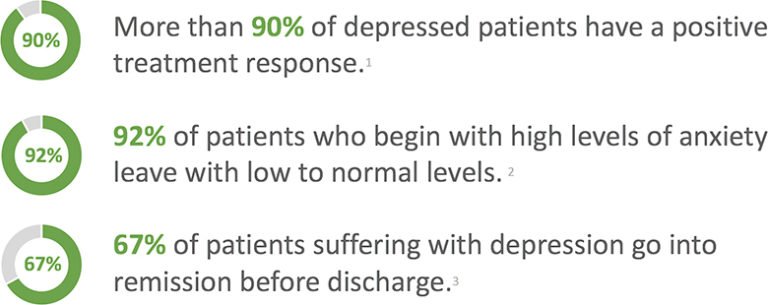 90%
More than 90% of depressed patients have a positive
treatment response.1
92%
92% of patients who begin with high levels of anxiety
leave with low to normal levels. 2
67%
67% of patients suffering with depression go into
remission before discharge.3